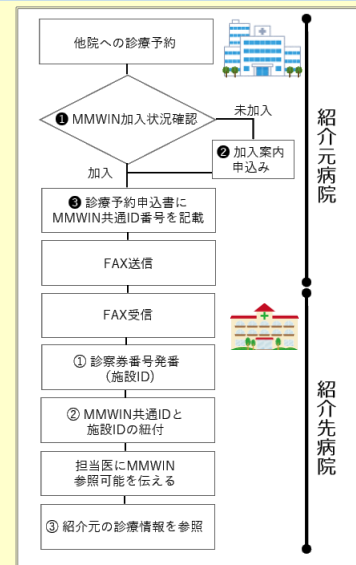 他院への診療予約
❶ MMWIN加入状況確認
未加入
❷ 加入案内
申込み
加入
❸ 診療予約申込書に
MMWIN共通ID番号を記載
FAX送信
紹介元病院
FAX受信
① 診察券番号発番
(施設ID)
② MMWIN共通IDと
施設IDの紐付
担当医にMMWIN
参照可能を伝える
③ 紹介元の診療情報を参照
紹介先病院